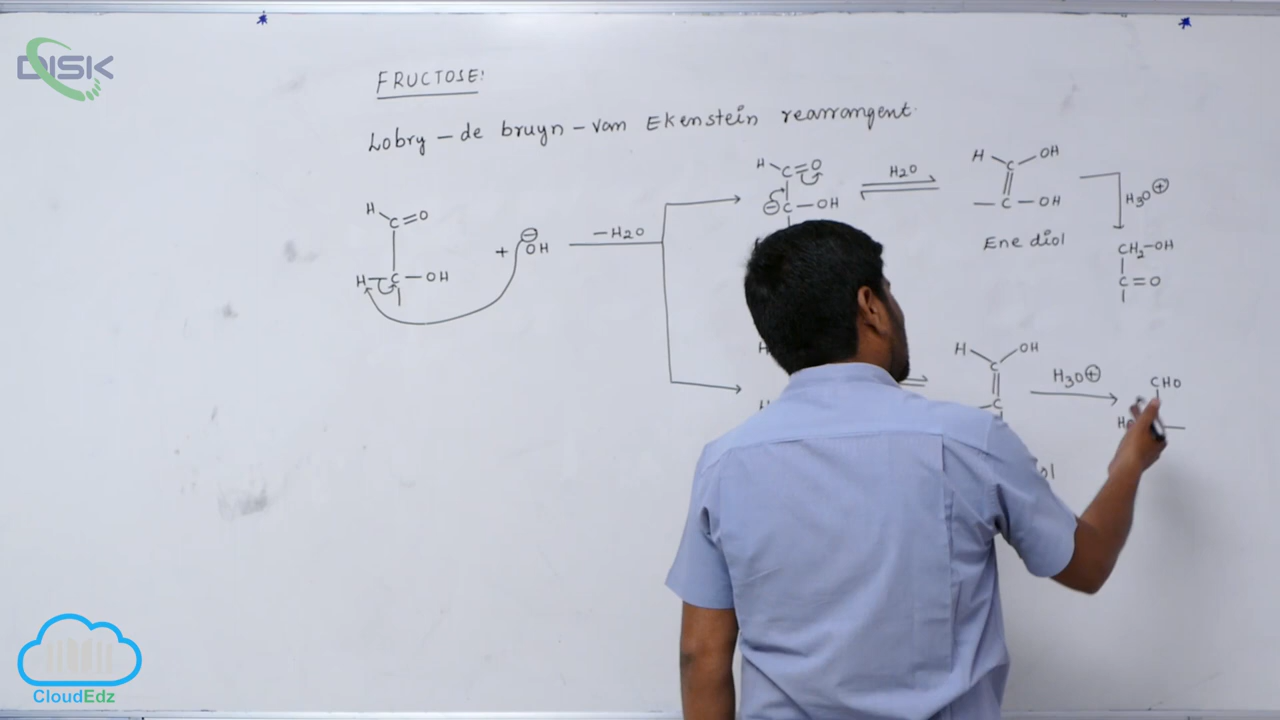 DISK
FRUCTOSE:
Lobry - de bruyn - Van Ekenstein rearrangent.
H
C=O
H-C-OH
+ ⊖OH
-H2O
H
C=O
⊖C-OH
H2O
H
C
OH
-C-OH
Ene diol
H3O⊕
CH2-OH
C=O
H
C
OH
C
H3O⊕
CHO
CloudEdz